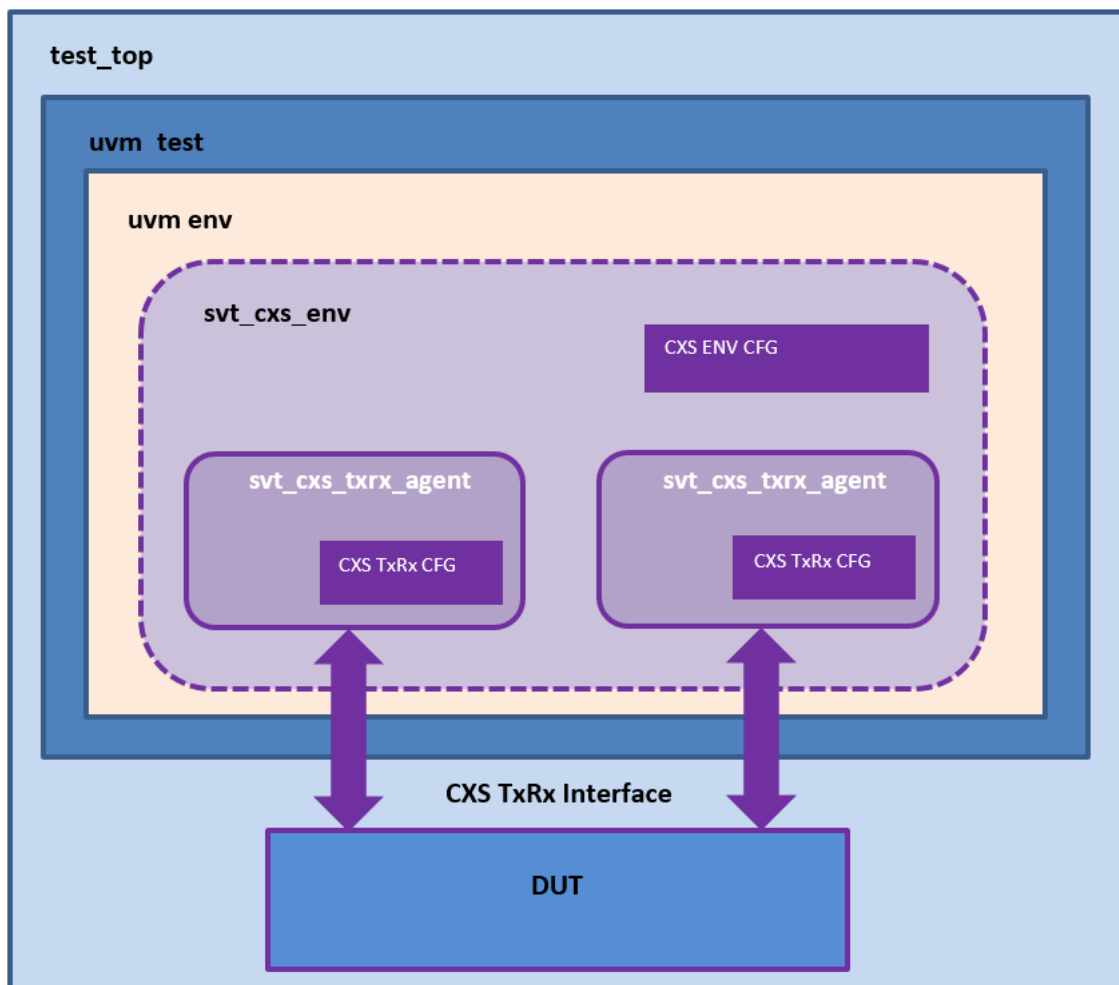 test_top
uvm  test
uvm env
svt_cxs_env
CXS ENV CFG
svt_cxs_txrx_agent
svt_cxs_txrx_agent
CXS TxRx CFG
CXS TxRx CFG
CXS TxRx Interface
DUT